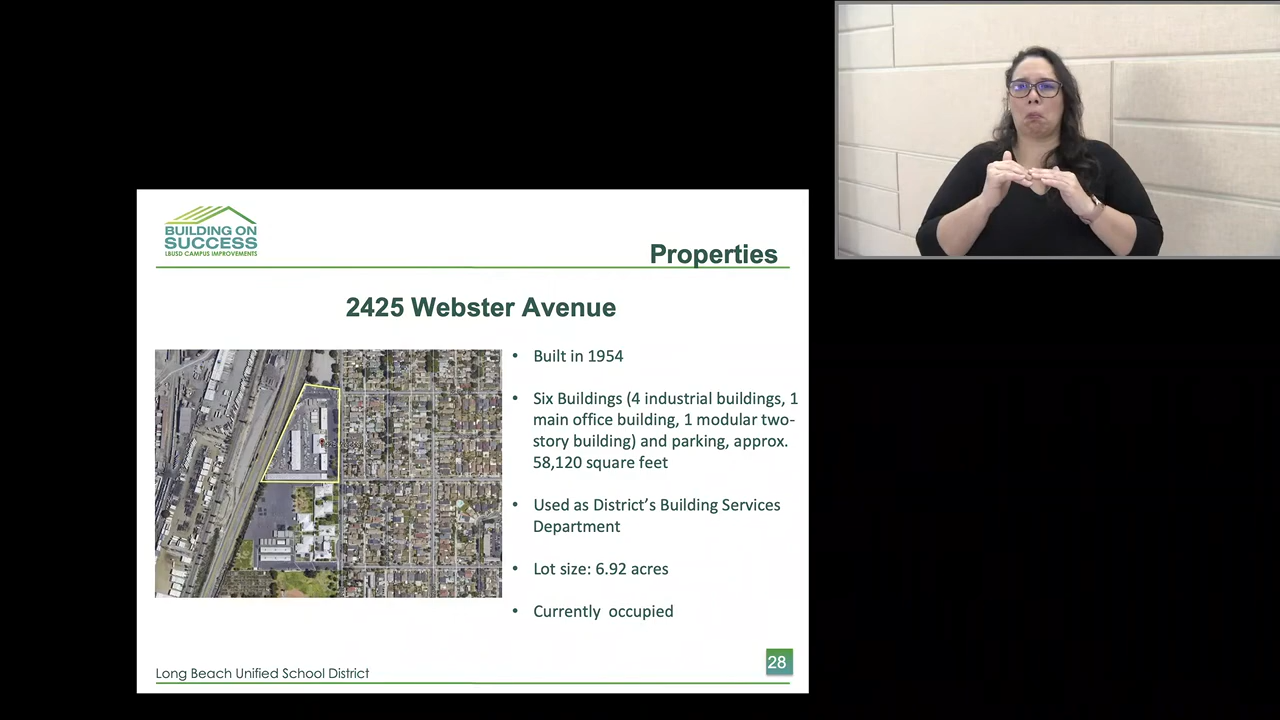 BUILDING ON
SUCCESS
LBUSD CAMPUS IMPROVEMENTS
Properties
2425 Webster Avenue
• Built in 1954
• Six Buildings (4 industrial buildings, 1
main office building, 1 modular two-
story building) and parking, approx.
58,120 square feet
• Used as District’s Building Services
Department
• Lot size: 6.92 acres
• Currently occupied
Long Beach Unified School District
28